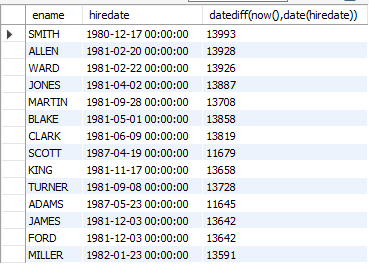 ename hiredate datediff(now(),date(hiredate))
SMITH 1980-12-17 00:00:00 13993
ALLEN 1981-02-20 00:00:00 13928
WARD 1981-02-22 00:00:00 13926
JONES 1981-04-02 00:00:00 13887
MARTIN 1981-09-28 00:00:00 13708
BLAKE 1981-05-01 00:00:00 13858
CLARK 1981-06-09 00:00:00 13819
SCOTT 1987-04-19 00:00:00 11679
KING 1981-11-17 00:00:00 13658
TURNER 1981-09-08 00:00:00 13728
ADAMS 1987-05-23 00:00:00 11645
JAMES 1981-12-03 00:00:00 13642
FORD 1981-12-03 00:00:00 13642
MILLER 1982-01-23 00:00:00 13591